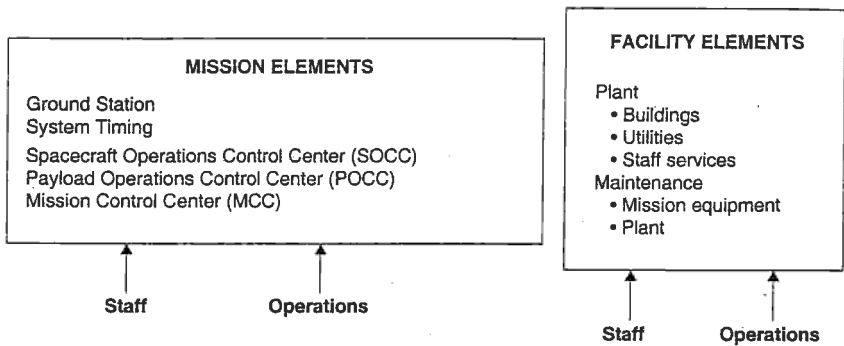 MISSION ELEMENTS
Ground Station
System Timing
Spacecraft Operations Control Center (SOCC)
Payload Operations Control Center (POCC)
Mission Control Center (MCC)
Staff
Operations
FACILITY ELEMENTS
Plant
• Buildings
• Utilities
• Staff services
Maintenance
• Mission equipment
• Plant
Staff
Operations